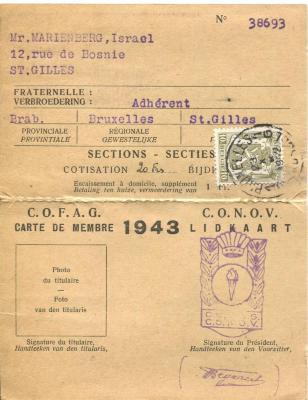 N° 38693
Mr.MARIENBERG,Israel
12,rue de Bosnie
ST.GILLES
FRATERNELLE :
VERBROEDERING : Adhérent
Brab. Bruxelles St.Gilles
PROVINCIALE RÉGIONALE
PROVINTIALE GEWESTELIJKE
SECTIONS - SECTIES
COTISATION 20 frs
Encaissement à domicile, supplément
Betaling ten huize, vermeerdering van
C.O.F.A.G. C.O.N.O.V.
CARTE DE MEMBRE 1943 LIDKAART
Photo
du titulaire
—
Foto
van den titularis
C.O.F.A.G.
C.O.N.O.V.
Signature du titulaire, Signature du Président,
Handteeken van den titularis, Handteeken van den Voorzitter,